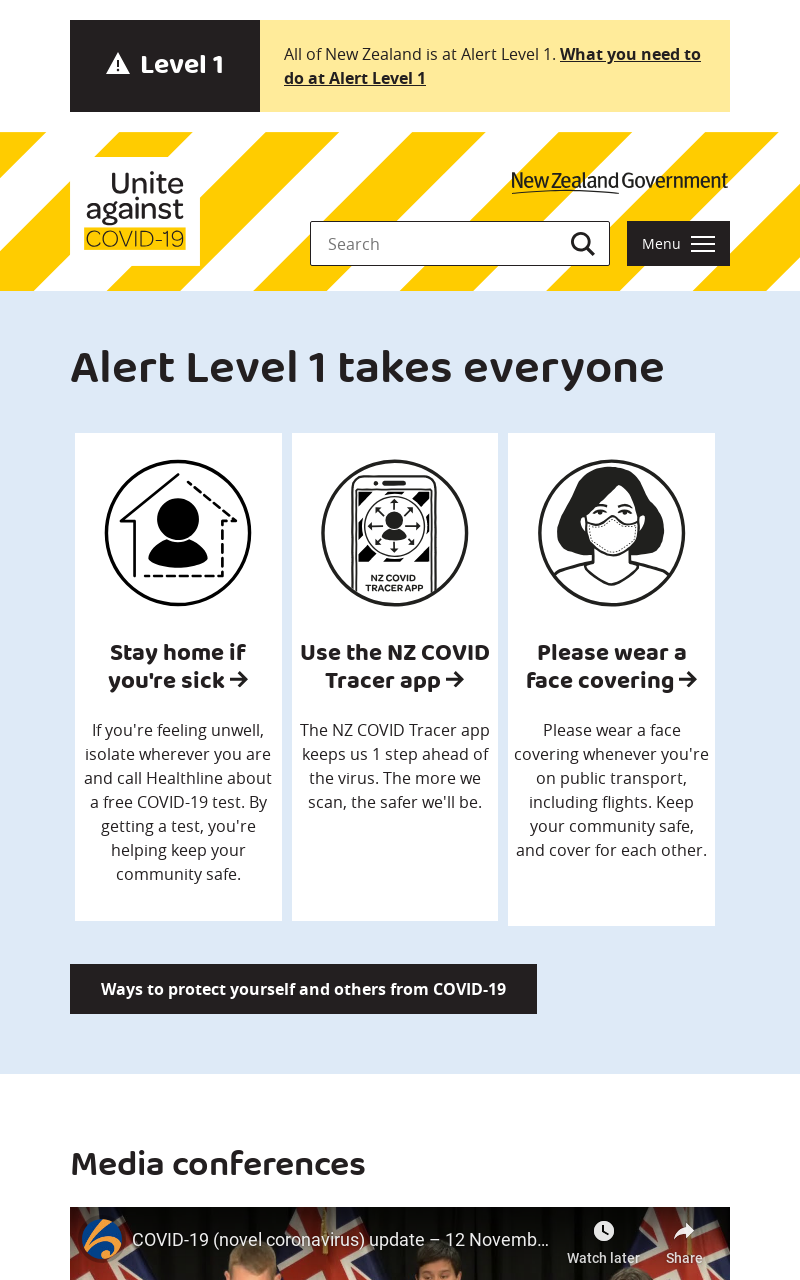 Level 1
All of New Zealand is at Alert Level 1. What you need to
do at Alert Level 1
Unite
against
COVID-19
New Zealand Government
Search
Menu
Alert Level 1 takes everyone
NZ COVID
TRACER APP
Stay home if
you're sick →
If you're feeling unwell,
isolate wherever you are
and call Healthline about
a free COVID-19 test. By
getting a test, you're
helping keep your
community safe.
Use the NZ COVID
Tracer app →
The NZ COVID Tracer app
keeps us 1 step ahead of
the virus. The more we
scan, the safer we'll be.
Please wear a
face covering →
Please wear a face
covering whenever you're
on public transport,
including flights. Keep
your community safe,
and cover for each other.
Ways to protect yourself and others from COVID-19
Media conferences
COVID-19 (novel coronavirus) update – 12 Novemb...
Watch later
Share